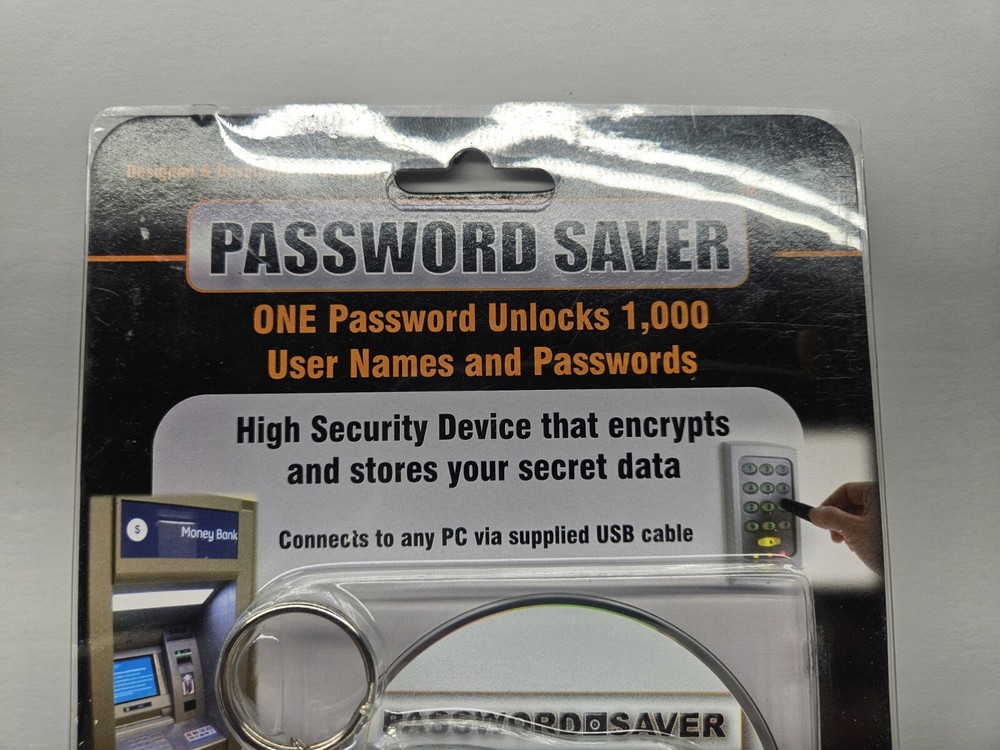 Designed &
PASSWORD SAVER
ONE Password Unlocks 1,000
User Names and Passwords
High Security Device that encrypts
and stores your secret data
$ Money Bank
Connects to any PC via supplied USB cable
PASSWORD SAVER